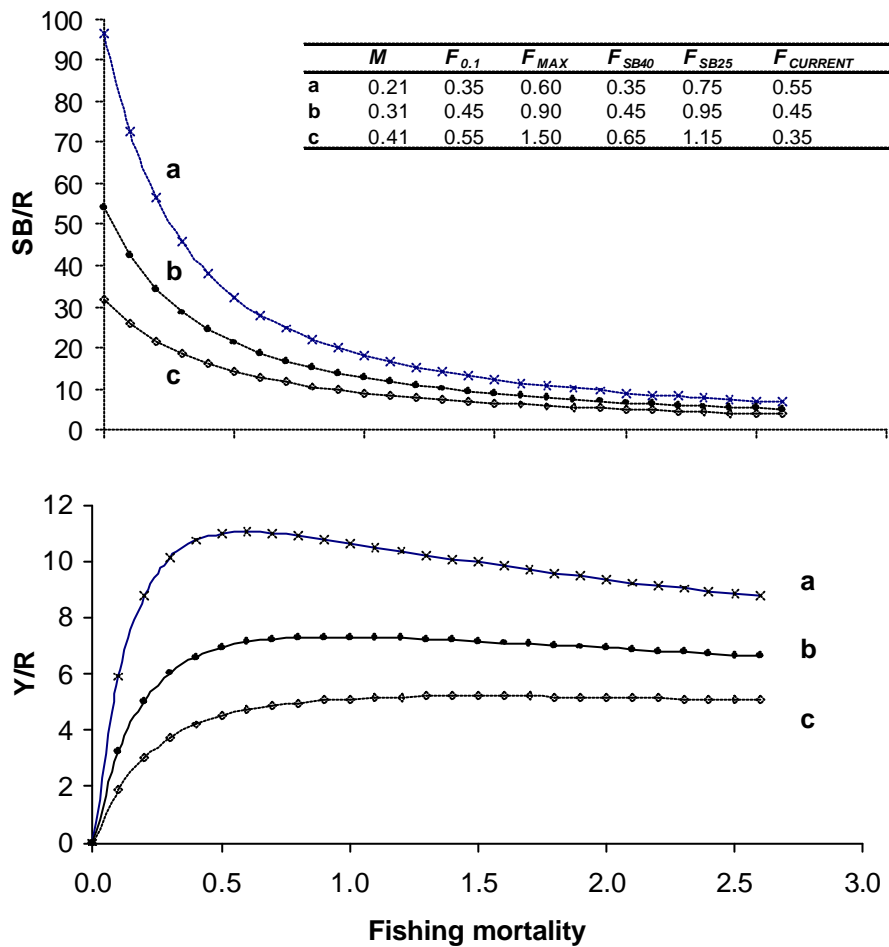 100
90
80
70
60
50
40
30
20
10
0
SB/R
M F0.1 FMAX FSB40 FSB25 FCURRENT
a 0.21 0.35 0.60 0.35 0.75 0.55
b 0.31 0.45 0.90 0.45 0.95 0.45
c 0.41 0.55 1.50 0.65 1.15 0.35
a
b
c
12
10
8
6
4
2
0
Y/R
a
b
c
0.0 0.5 1.0 1.5 2.0 2.5 3.0
Fishing mortality